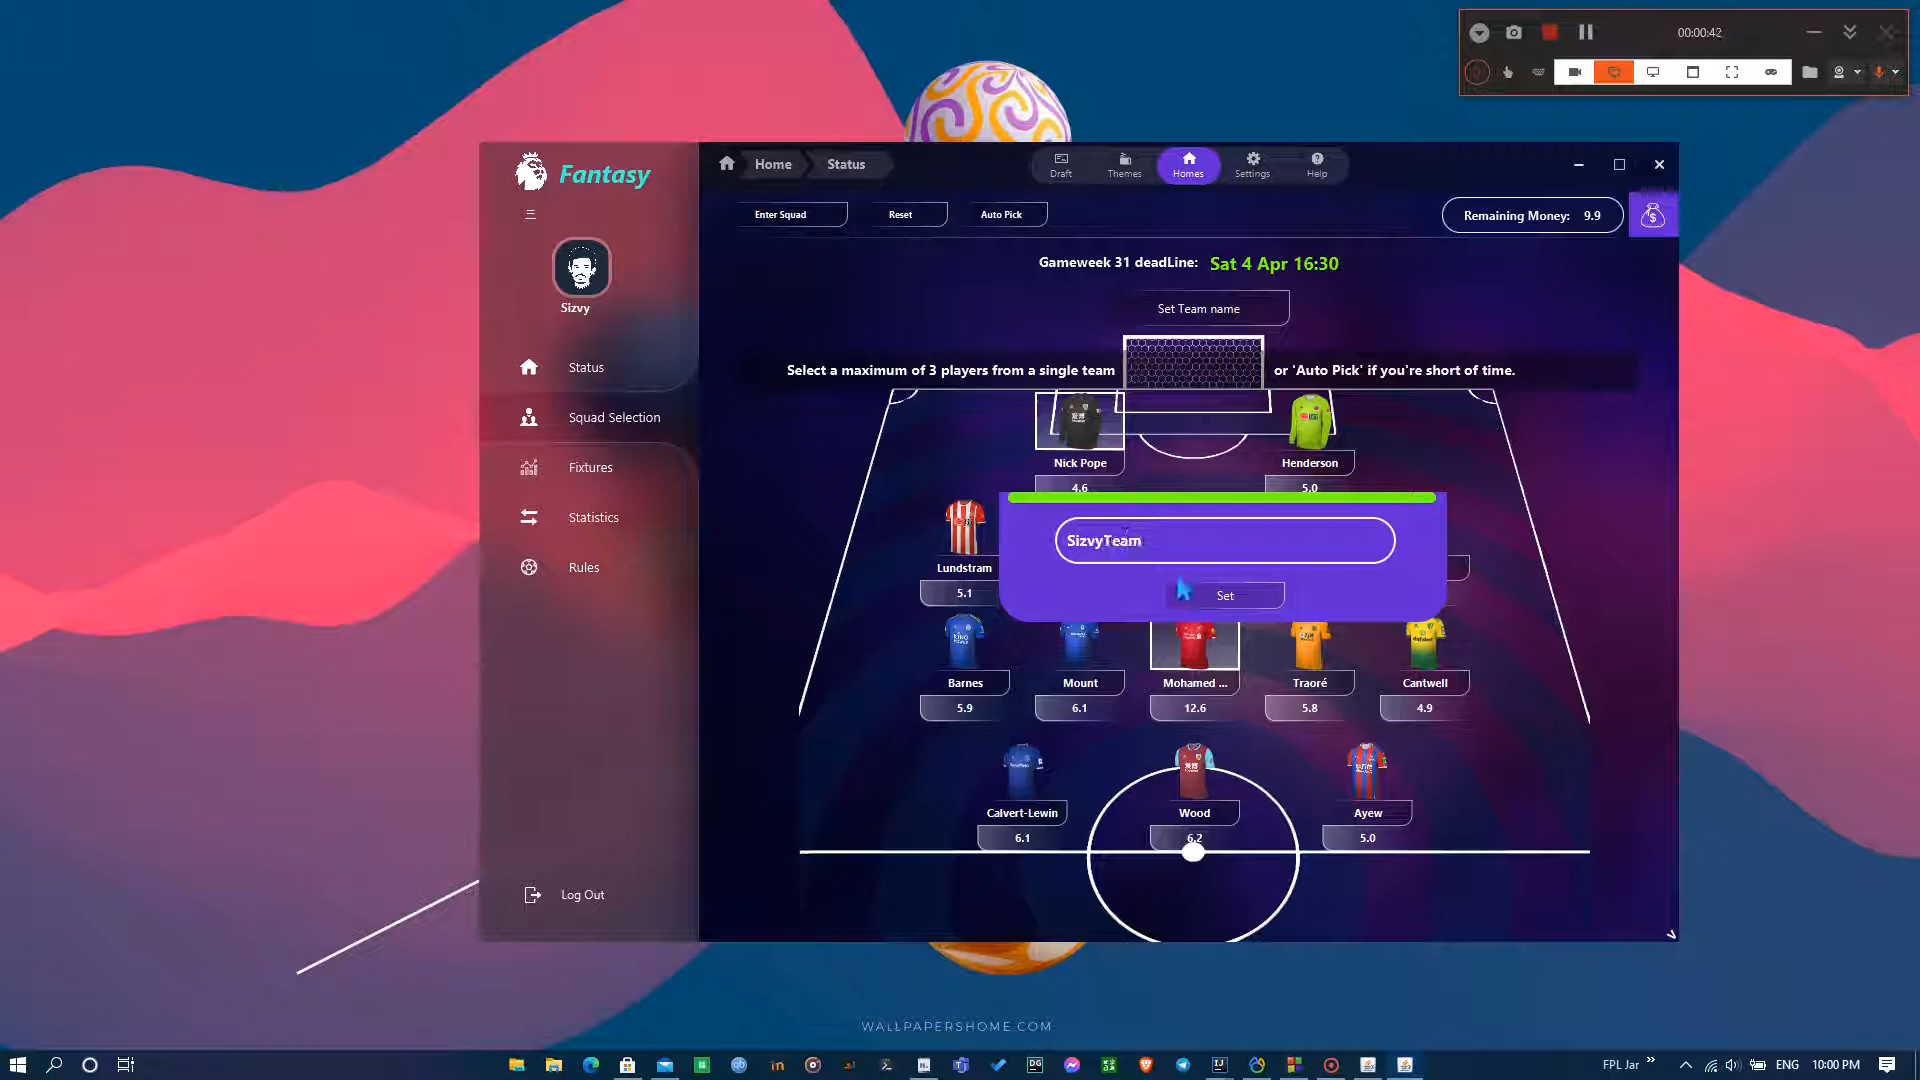 00:00:42
Fantasy
Home
Status
Draft
Themes
Homes
Settings
Help
Enter Squad
Reset
Auto Pick
Remaining Money: 9.9
Gameweek 31 deadLine: Sat 4 Apr 16:30
Sizvy
Set Team name
Select a maximum of 3 players from a single team
or 'Auto Pick' if you're short of time.
Status
Squad Selection
Fixtures
Statistics
Rules
Log Out
Nick Pope
4.6
Henderson
5.0
SizvyTeam
Set
Lundstram
5.1
Barnes
5.9
Mount
6.1
Mohamed ...
12.6
Traoré
5.8
Cantwell
4.9
Calvert-Lewin
6.1
Wood
6.2
Ayew
5.0
WALLPAPERSHOME.COM
FPL Jar
ENG
10:00 PM